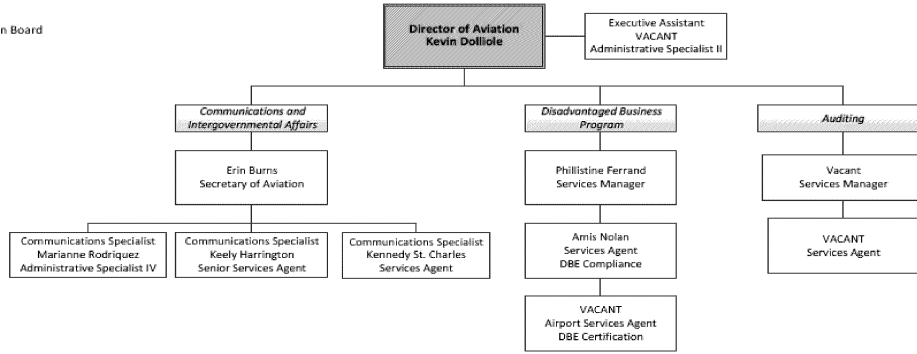 n Board
Director of Aviation
Kevin Dolliole
Executive Assistant
VACANT
Administrative Specialist II
Communications and
Intergovernmental Affairs
Disadvantaged Business
Program
Auditing
Erin Burns
Secretary of Aviation
Phillistine Ferrand
Services Manager
Vacant
Services Manager
Communications Specialist
Marianne Rodriquez
Administrative Specialist IV
Communications Specialist
Keely Harrington
Senior Services Agent
Communications Specialist
Kennedy St. Charles
Services Agent
Amis Nolan
Services Agent
DBE Compliance
VACANT
Services Agent
VACANT
Airport Services Agent
DBE Certification